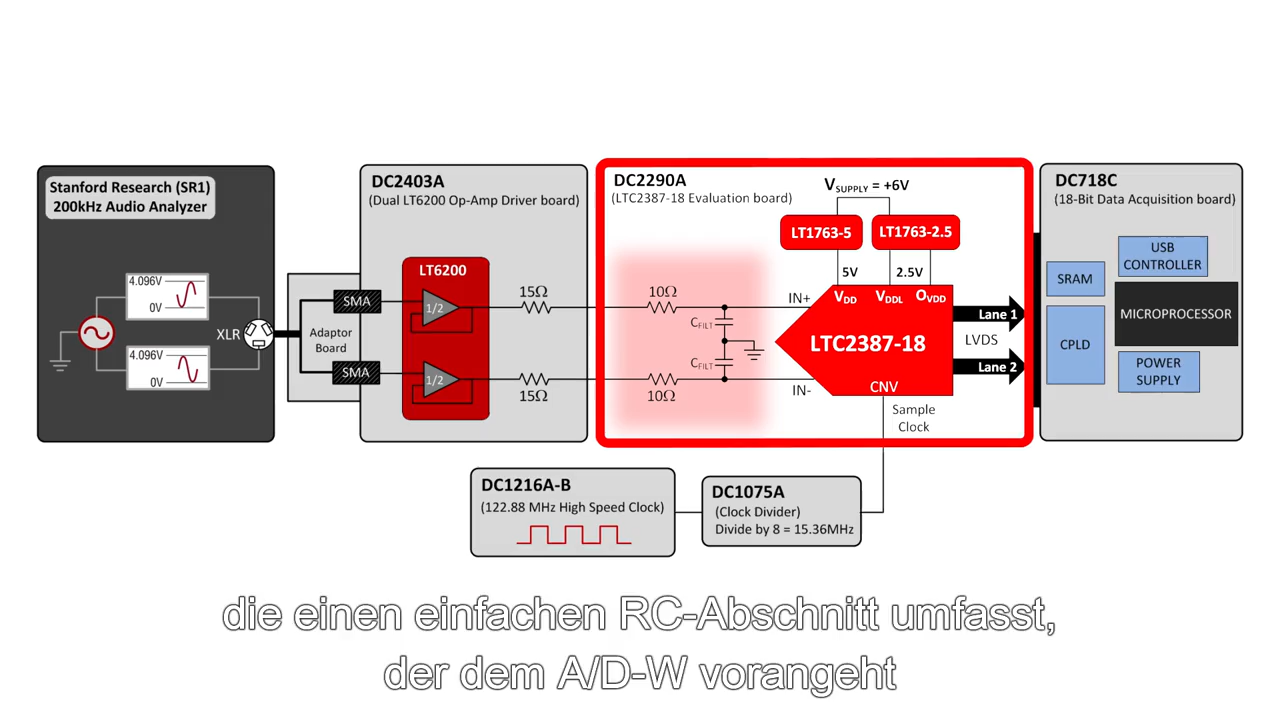 Stanford Research (SR1)
200kHz Audio Analyzer
4.096V
0V
4.096V
0V
XLR
Adaptor
Board
SMA
SMA
DC2403A
(Dual LT6200 Op-Amp Driver board)
LT6200
1/2
1/2
15Ω
15Ω
DC2290A
(LTC2387-18 Evaluation board)
VSUPPLY = +6V
LT1763-5
LT1763-2.5
5V
2.5V
10Ω
10Ω
CFILT
CFILT
IN+
IN-
VDD
VDDL
OVDD
LTC2387-18
CNV
Sample
Clock
Lane 1
LVDS
Lane 2
DC718C
(18-Bit Data Acquisition board)
USB
CONTROLLER
SRAM
MICROPROCESSOR
CPLD
POWER
SUPPLY
DC1216A-B
(122.88 MHz High Speed Clock)
DC1075A
(Clock Divider)
Divide by 8 = 15.36MHz
die einen einfachen RC-Abschnitt umfasst,
der dem A/D-W vorangeht